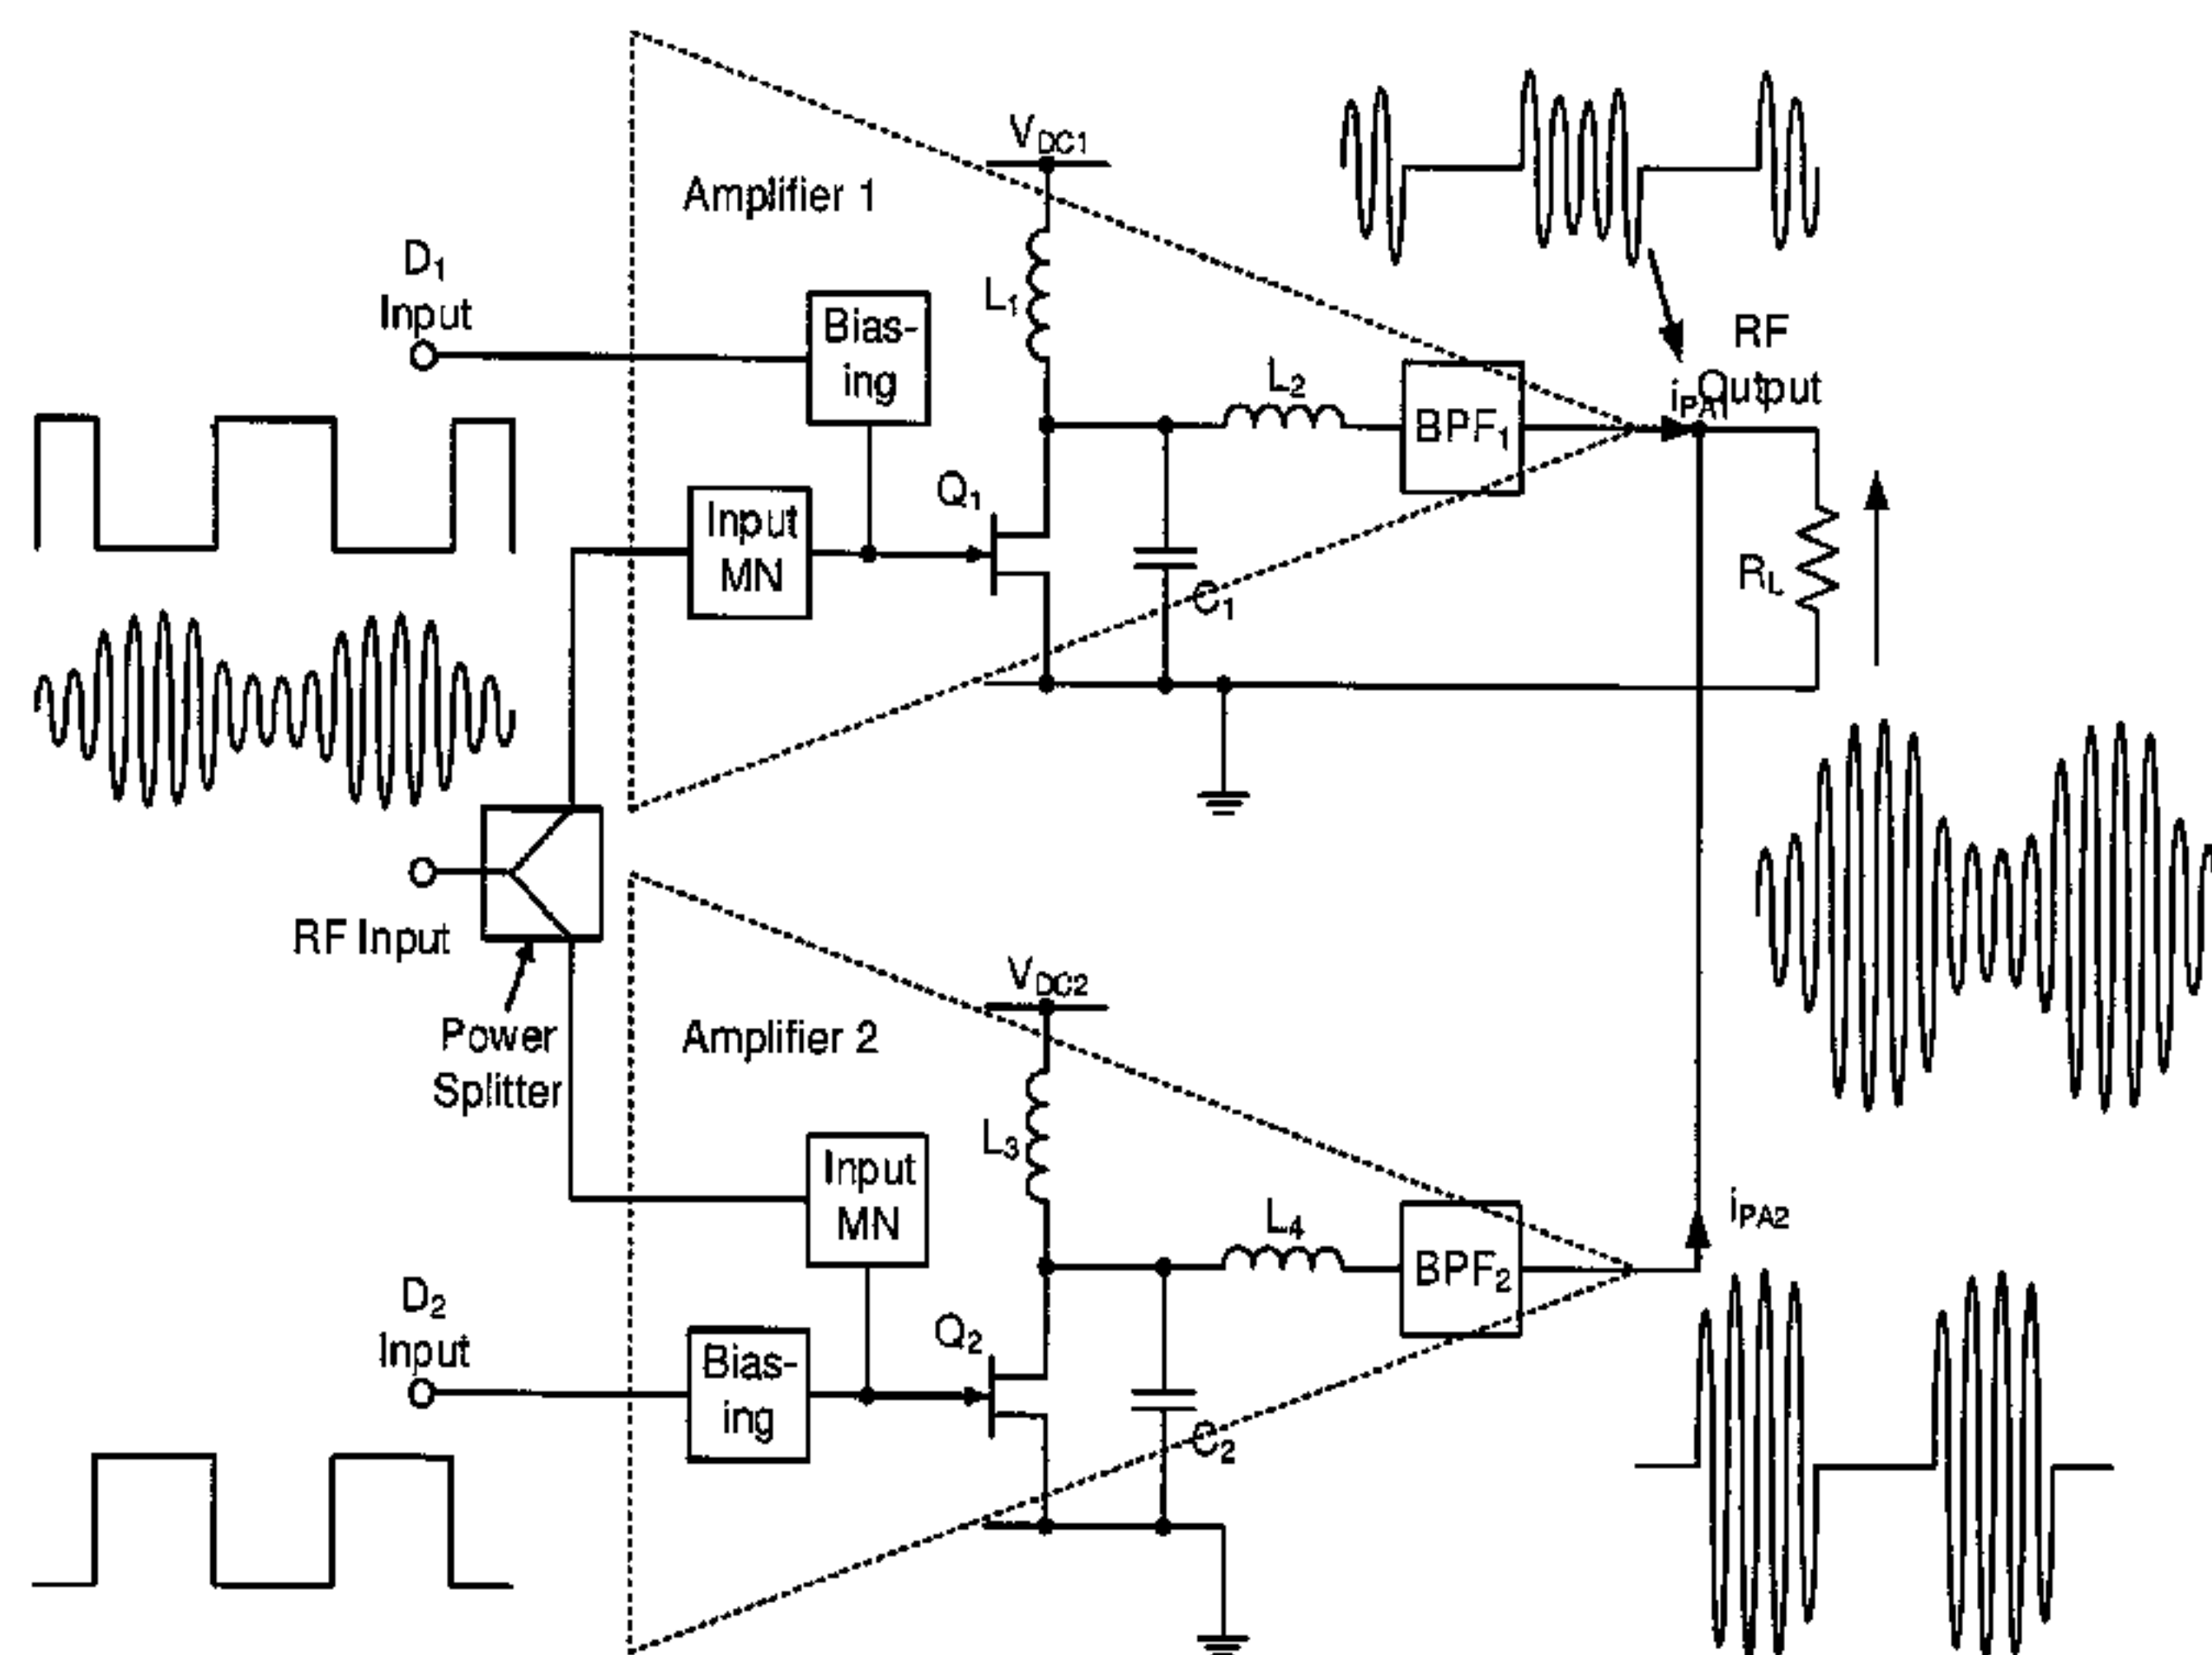 V_DC1
Amplifier 1
D₁
Input
Bias-
ing
L₁
L₂
BPF₁
RF
Output
i_PA1
Input
MN
Q₁
C₁
R_L
RF Input
Power
Splitter
V_DC2
Amplifier 2
L₃
Input
MN
L₄
BPF₂
i_PA2
D₂
Input
Bias-
ing
Q₂
C₂